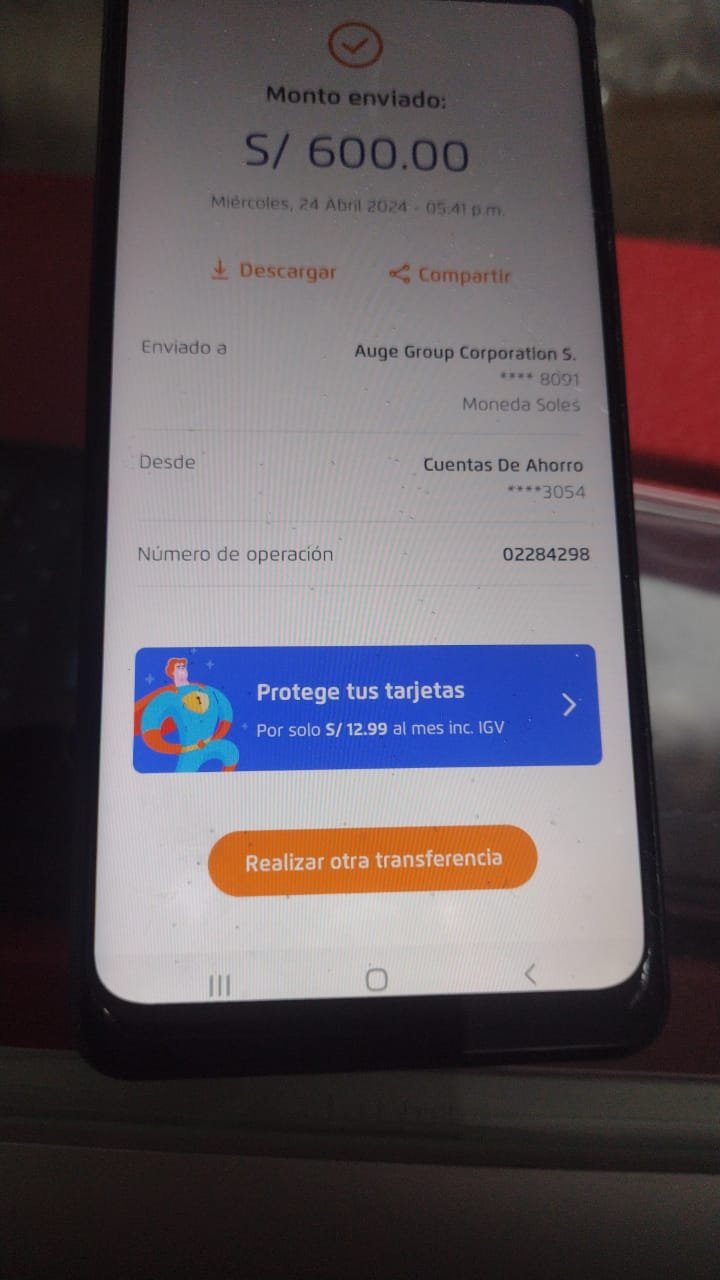 Monto enviado:
S/ 600.00
Miércoles, 24 Abril 2024 - 05:41 p.m.
Descargar
Compartir
Enviado a
Auge Group Corporation S.
**** 8091
Moneda Soles
Desde
Cuentas De Ahorro
****3054
Número de operación
02284298
Protege tus tarjetas
Por solo S/ 12.99 al mes inc. IGV
Realizar otra transferencia